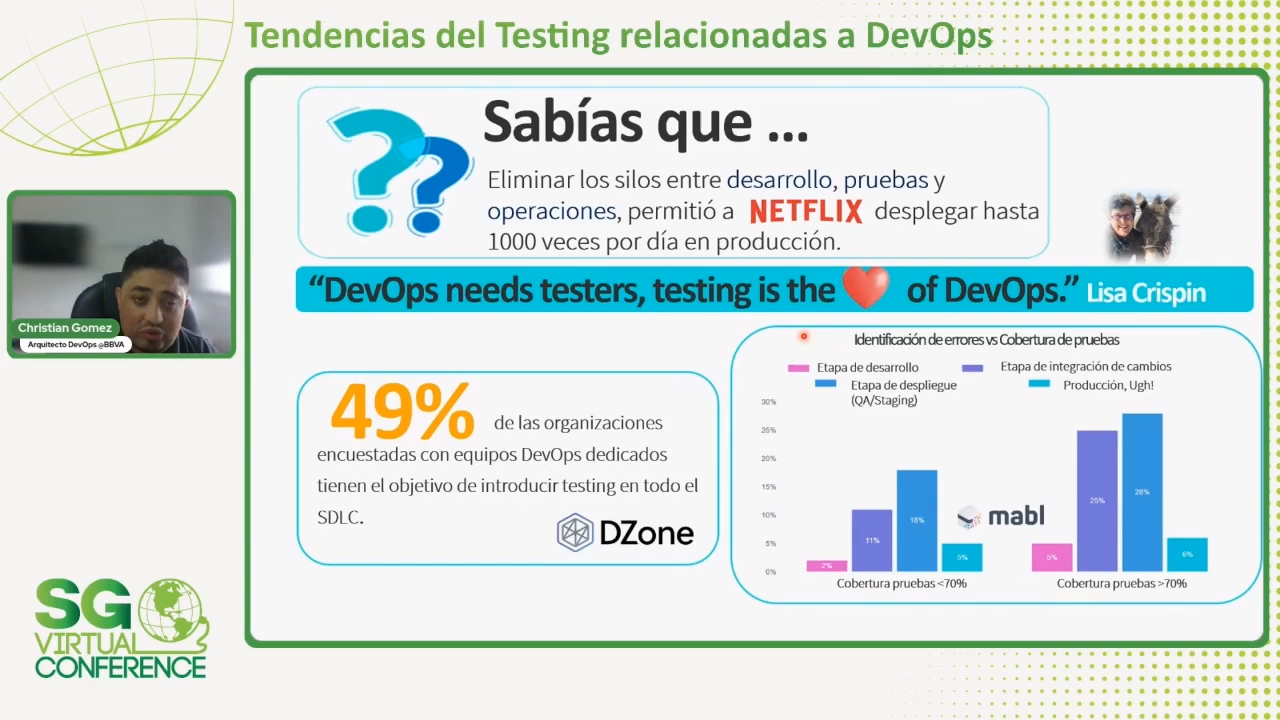 Tendencias del Testing relacionadas a DevOps
Sabías que ...
Eliminar los silos entre desarrollo, pruebas y
operaciones, permitió a NETFLIX desplegar hasta
1000 veces por día en producción.
“DevOps needs testers, testing is the of DevOps.” Lisa Crispin
Christian Gomez
Arquitecto DevOps @BBVA
49% de las organizaciones
encuestadas con equipos DevOps dedicados
tienen el objetivo de introducir testing en todo el
SDLC.
DZone
Identificación de errores vs Cobertura de pruebas
Etapa de desarrollo
Etapa de integración de cambios
Etapa de despliegue
(QA/Staging)
Producción, Ugh!
30%
25%
20%
15%
10%
5%
0%
2%
11%
18%
5%
5%
25%
28%
6%
mabl
Cobertura pruebas <70%
Cobertura pruebas >70%
SG
VIRTUAL
CONFERENCE